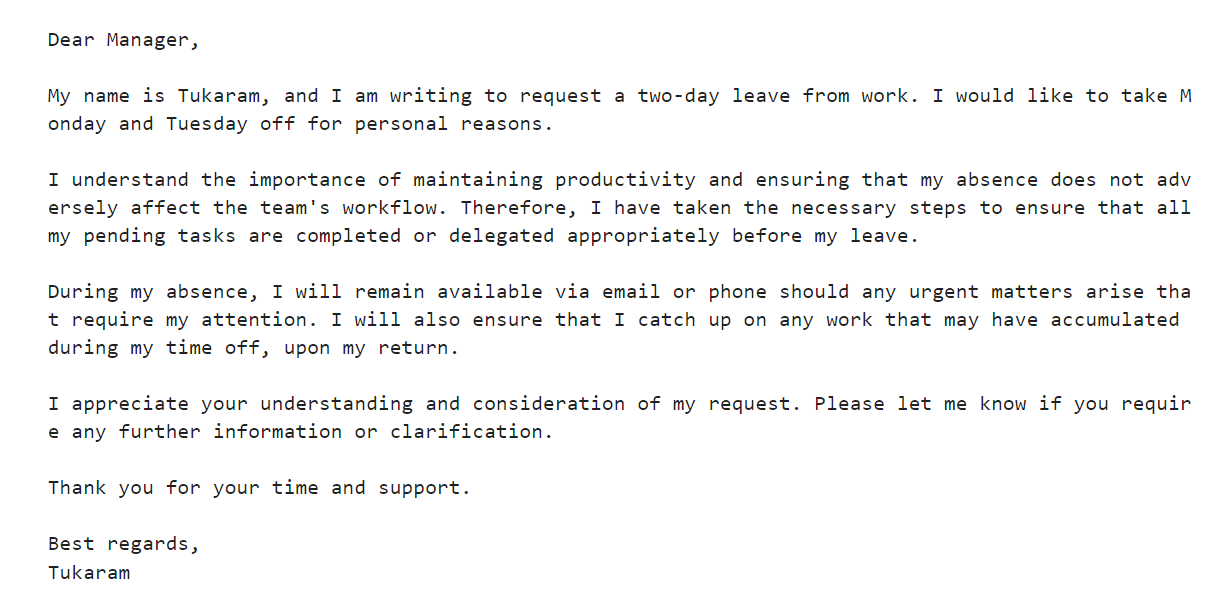 Dear Manager,
My name is Tukaram, and I am writing to request a two-day leave from work. I would like to take M
onday and Tuesday off for personal reasons.
I understand the importance of maintaining productivity and ensuring that my absence does not adv
ersely affect the team's workflow. Therefore, I have taken the necessary steps to ensure that all
my pending tasks are completed or delegated appropriately before my leave.
During my absence, I will remain available via email or phone should any urgent matters arise tha
t require my attention. I will also ensure that I catch up on any work that may have accumulated
during my time off, upon my return.
I appreciate your understanding and consideration of my request. Please let me know if you requir
e any further information or clarification.
Thank you for your time and support.
Best regards,
Tukaram